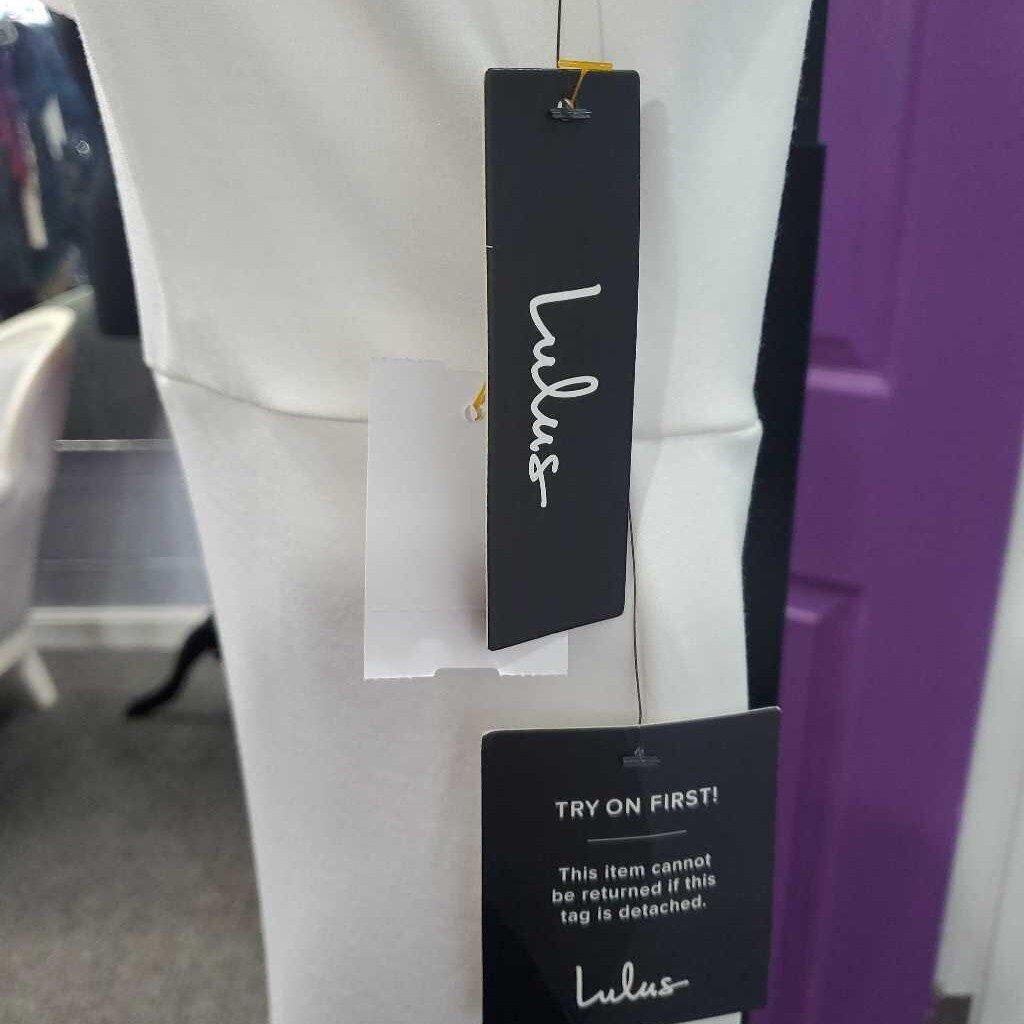 Lulus
TRY ON FIRST!
This item cannot
be returned if this
tag is detached.
Lulus